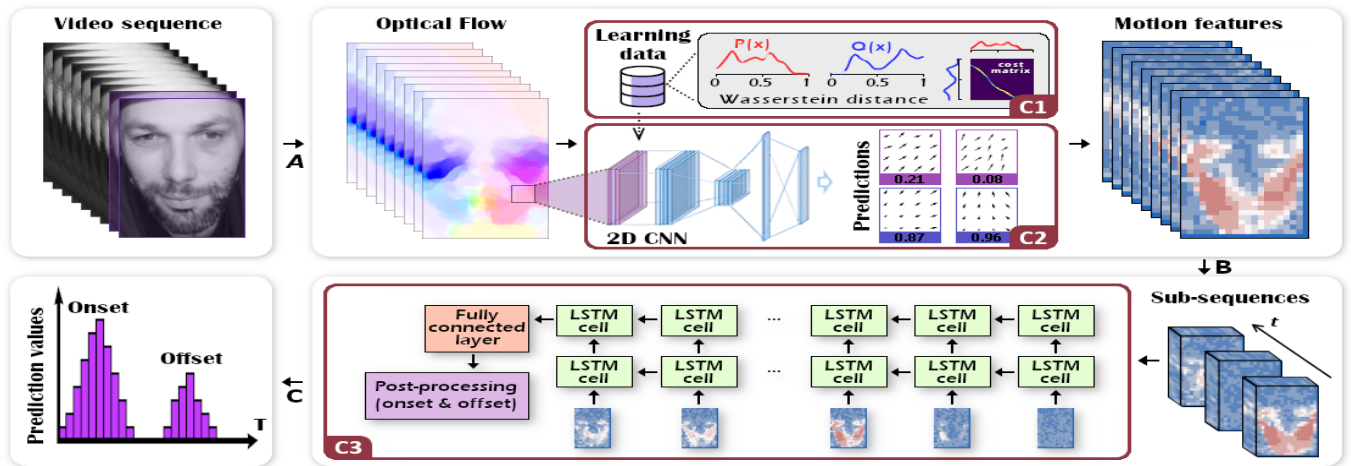 Video sequence
A
Optical Flow
Learning
data
P(x)
0 0.5 1
Q(x)
0 0.5 1
cost
matrix
Wasserstein distance
C1
2D CNN
Predictions
0.21
0.08
0.87
0.96
C2
Motion features
B
Sub-sequences
t
LSTM
cell
LSTM
cell
...
LSTM
cell
LSTM
cell
LSTM
cell
LSTM
cell
LSTM
cell
...
LSTM
cell
LSTM
cell
LSTM
cell
Fully
connected
layer
Post-processing
(onset & offset)
C3
C
Prediction values
Onset
Offset
T